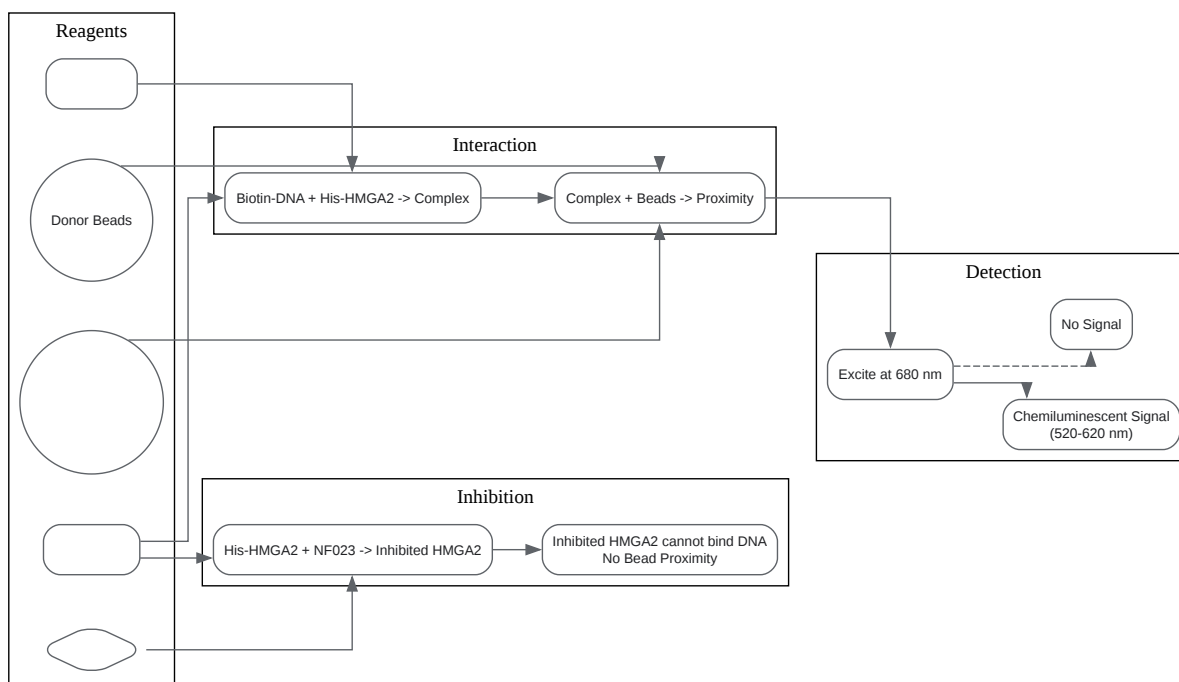 Reagents
Donor Beads
Interaction
Biotin-DNA + His-HMGA2 -> Complex
Complex + Beads -> Proximity
Detection
No Signal
Excite at 680 nm
Chemiluminescent Signal
(520-620 nm)
Inhibition
His-HMGA2 + NF023 -> Inhibited HMGA2
Inhibited HMGA2 cannot bind DNA
No Bead Proximity